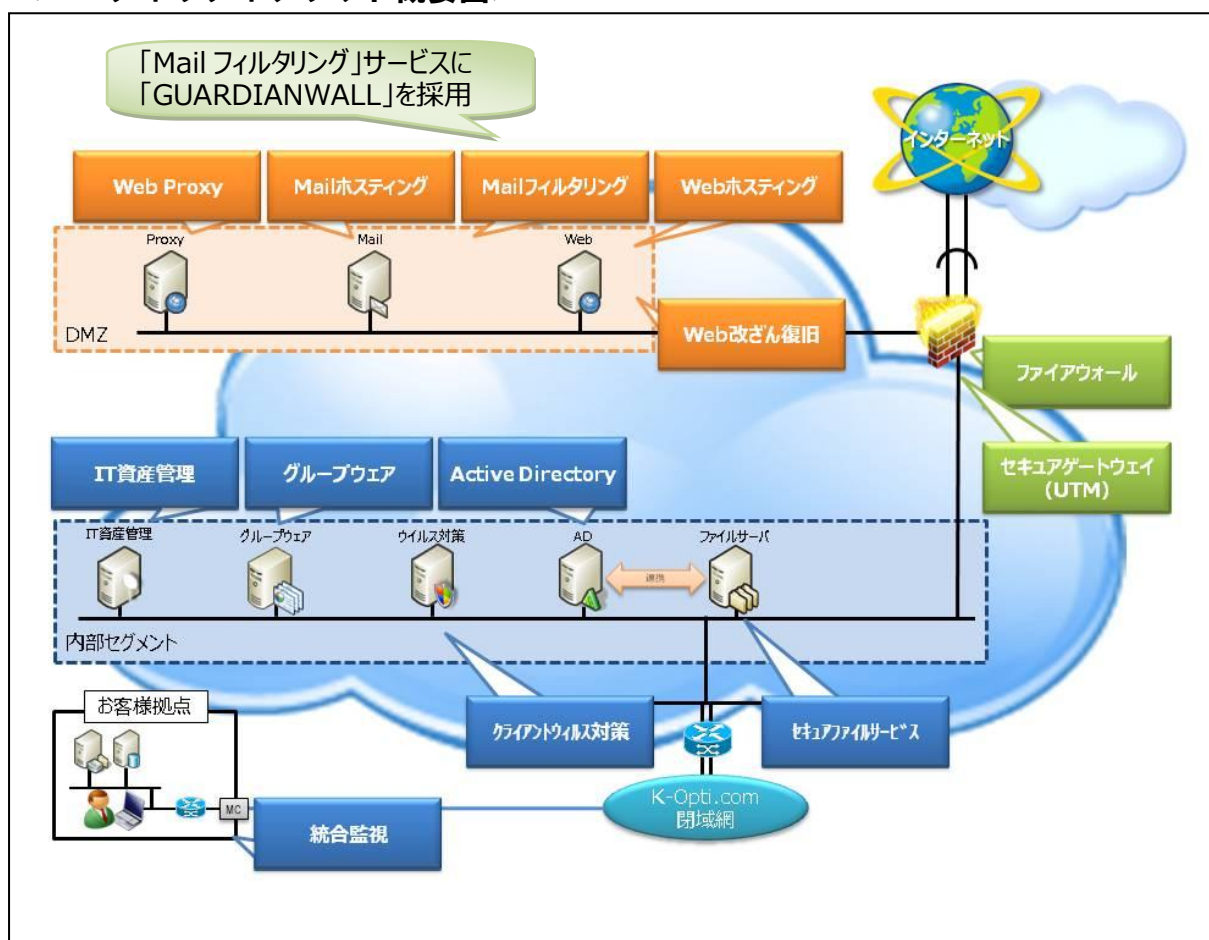 「Mail フィルタリング」サービスに
「GUARDIANWALL」を採用
インターネット
Web Proxy
Mailホスティング
Mailフィルタリング
Webホスティング
Proxy
Mail
Web
DMZ
Web改ざん復旧
ファイアウォール
セキュアゲートウェイ
(UTM)
IT資産管理
グループウェア
Active Directory
IT資産管理
グループウェア
ウイルス対策
AD
ファイルサーバ
連携
内部セグメント
お客様拠点
クライアントウィルス対策
セキュアファイルサービス
MC
統合監視
K-Opti.com
閉域網